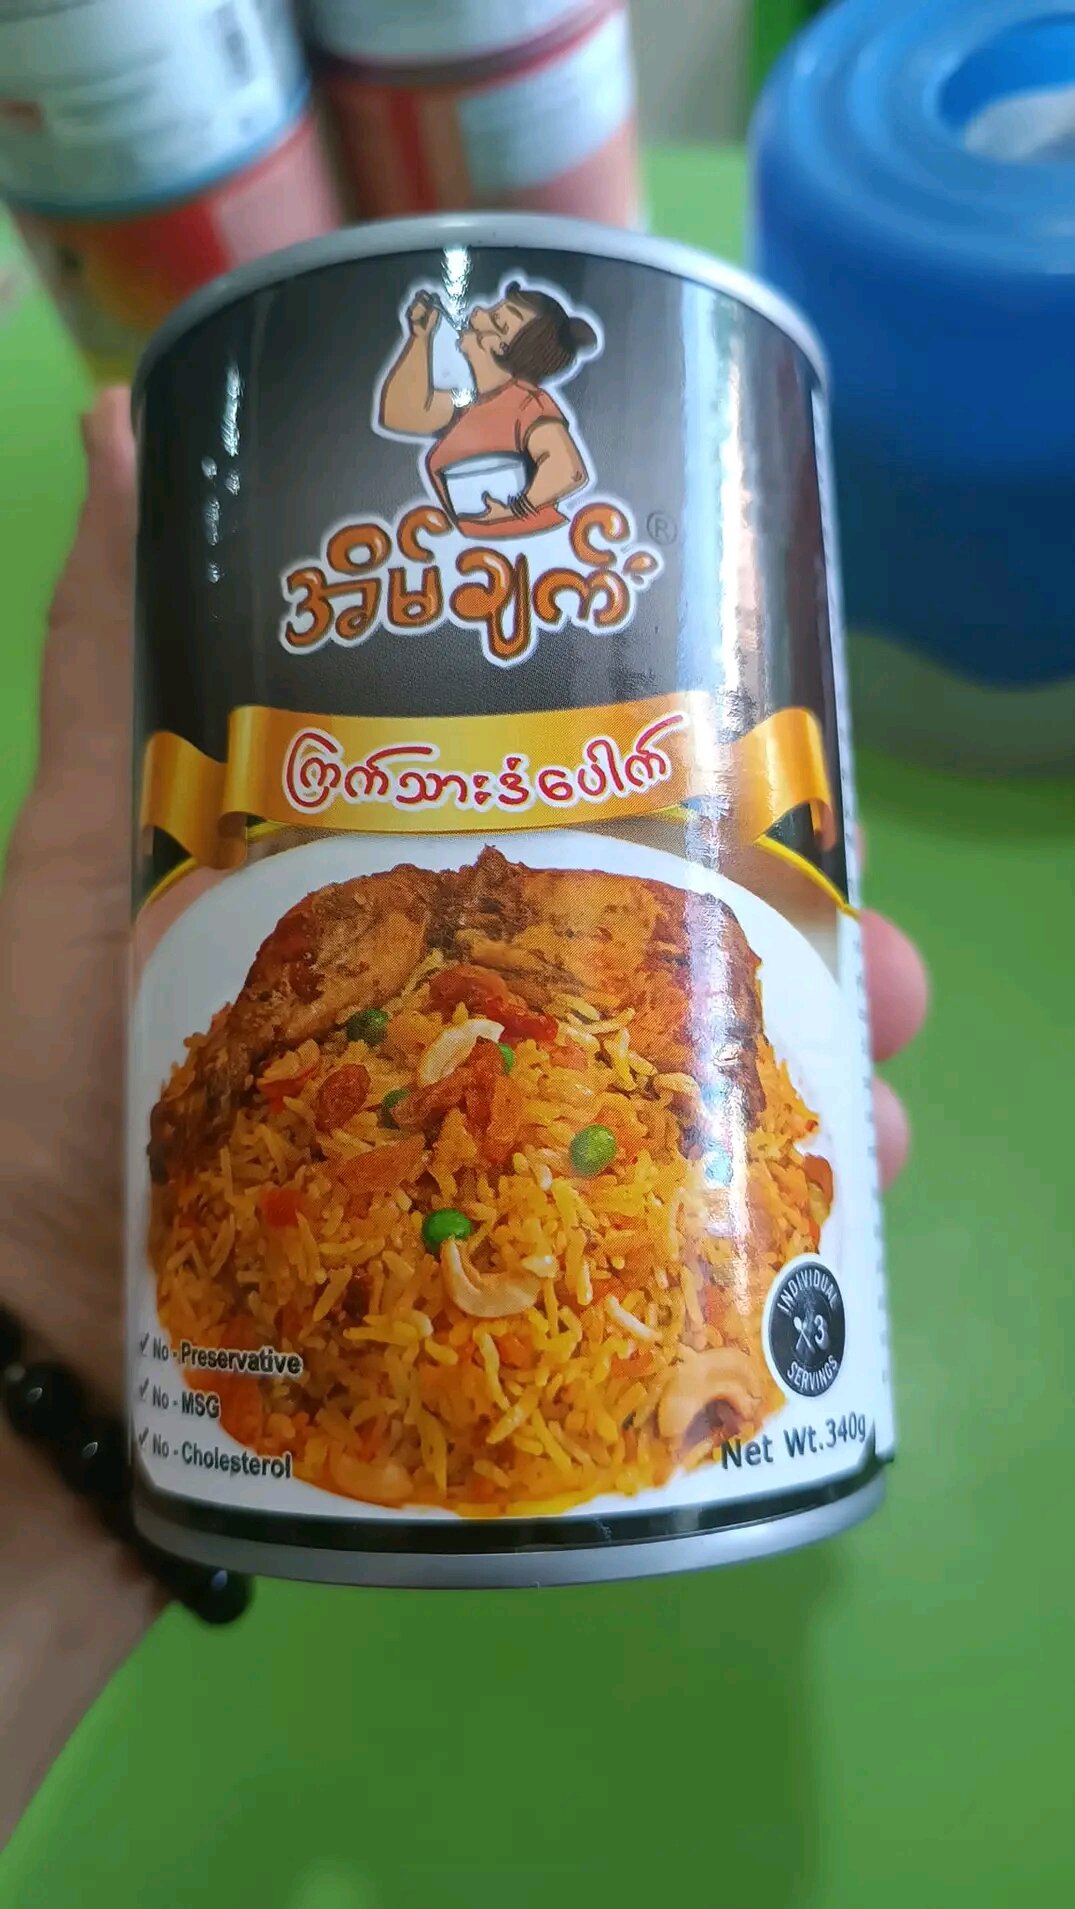 အိမ်ချက်း ®
ကြက်သားဒံပေါက်
✓ No - Preservative
✓ No - MSG
✓ No - Cholesterol
INDIVIDUAL
3
SERVINGS
Net Wt.340g